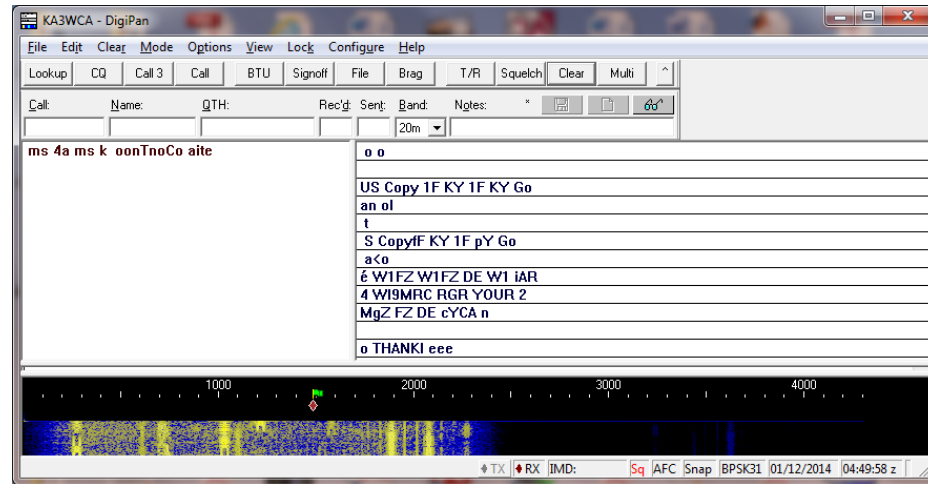 KA3WCA - DigiPan
File Edit Clear Mode Options View Lock Configure Help
Lookup CQ Call 3 Call BTU Signoff File Brag T/R Squelch Clear Multi ^
Call: Name: QTH: Rec'd: Sent: Band: Notes: *
20m
ms 4a ms k oonTnoCo aite
o o
US Copy 1F KY 1F KY Go
an ol
t
S CopyfF KY 1F pY Go
a<o
é W1FZ W1FZ DE W1 iAR
4 WI9MRC RGR YOUR 2
MgZ FZ DE cYCA n
o THANKI eee
1000 2000 3000 4000
TX RX IMD: Sq AFC Snap BPSK31 01/12/2014 04:49:58 z